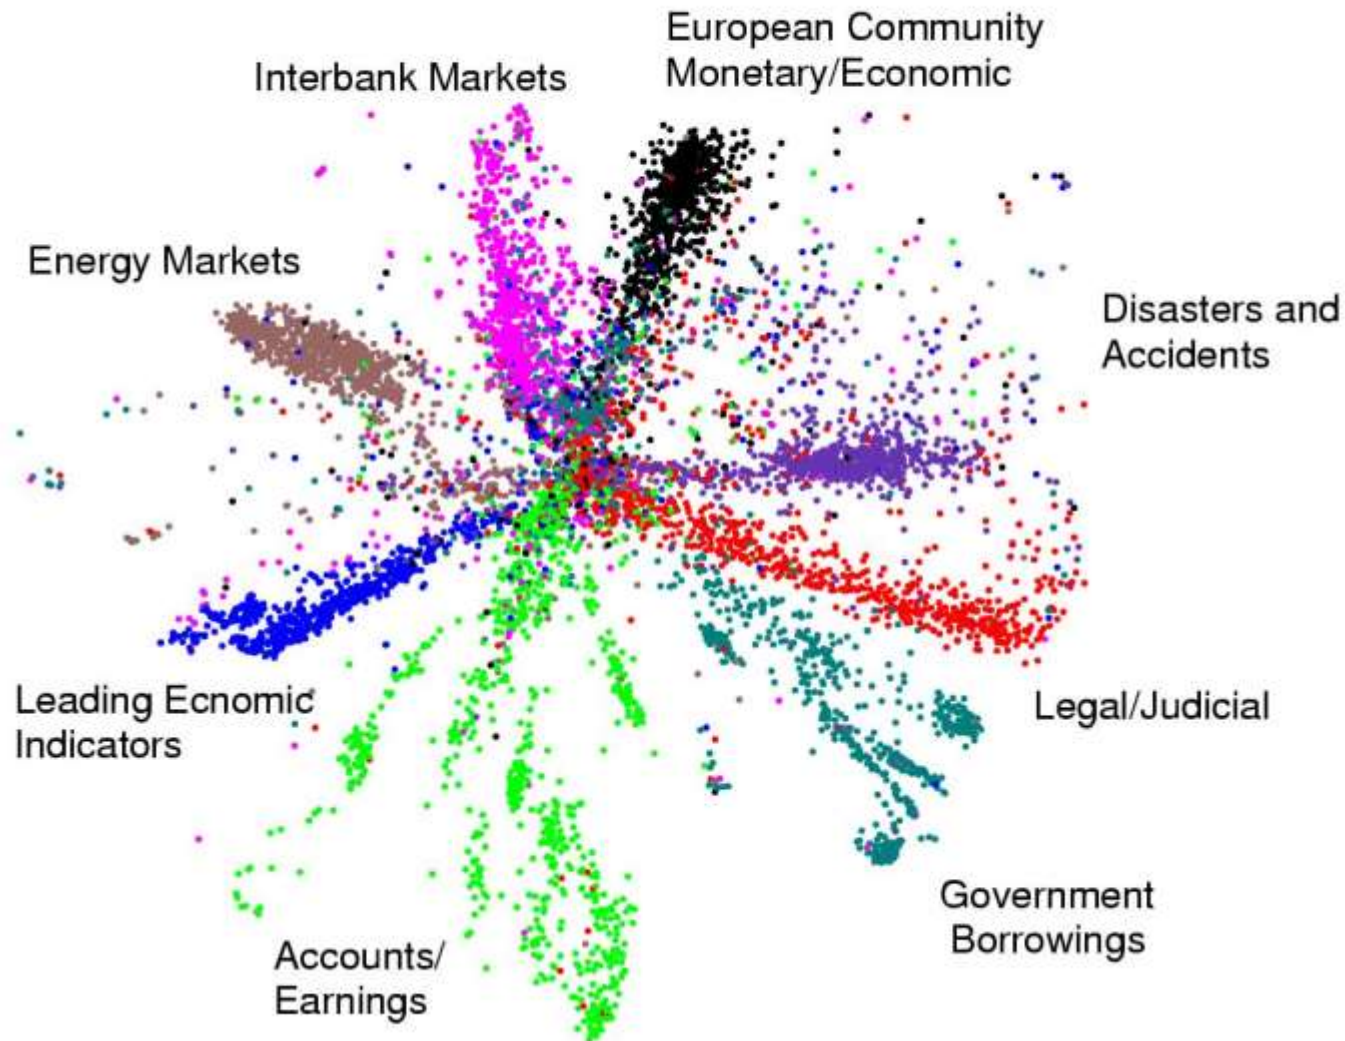 European Community
Monetary/Economic
Interbank Markets
Energy Markets
Disasters and
Accidents
Leading Ecnomic
Indicators
Legal/Judicial
Government
Borrowings
Accounts/
Earnings